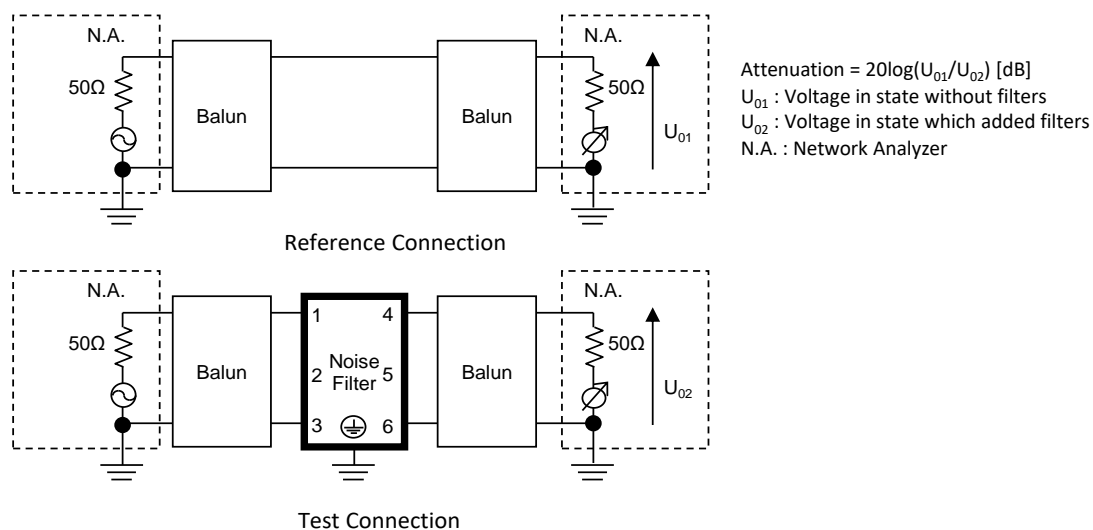 N.A.
50Ω
Balun
Balun
N.A.
50Ω
U01
Attenuation = 20log(U01/U02) [dB]
U01 : Voltage in state without filters
U02 : Voltage in state which added filters
N.A. : Network Analyzer
Reference Connection
N.A.
50Ω
Balun
1 4
2 Noise 5
Filter
3 6
Balun
N.A.
50Ω
U02
Test Connection